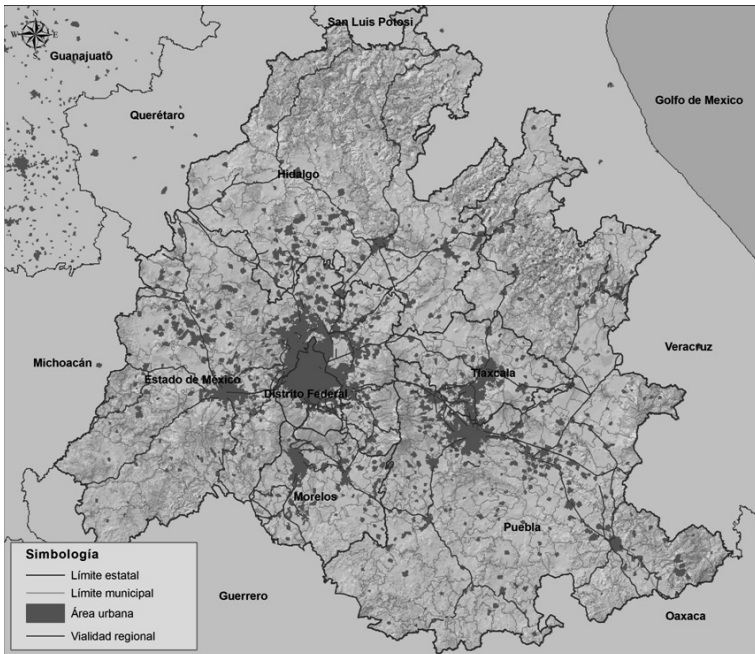 San Luis Potosí
N
W E
S
Guanajuato
Golfo de Mexico
Querétaro
Hidalgo
Veracruz
Michoacán
Tlaxcala
Estado de México
Distrito Federal
Morelos
Puebla
Simbología
Límite estatal
Límite municipal
Área urbana
Vialidad regional
Guerrero
Oaxaca